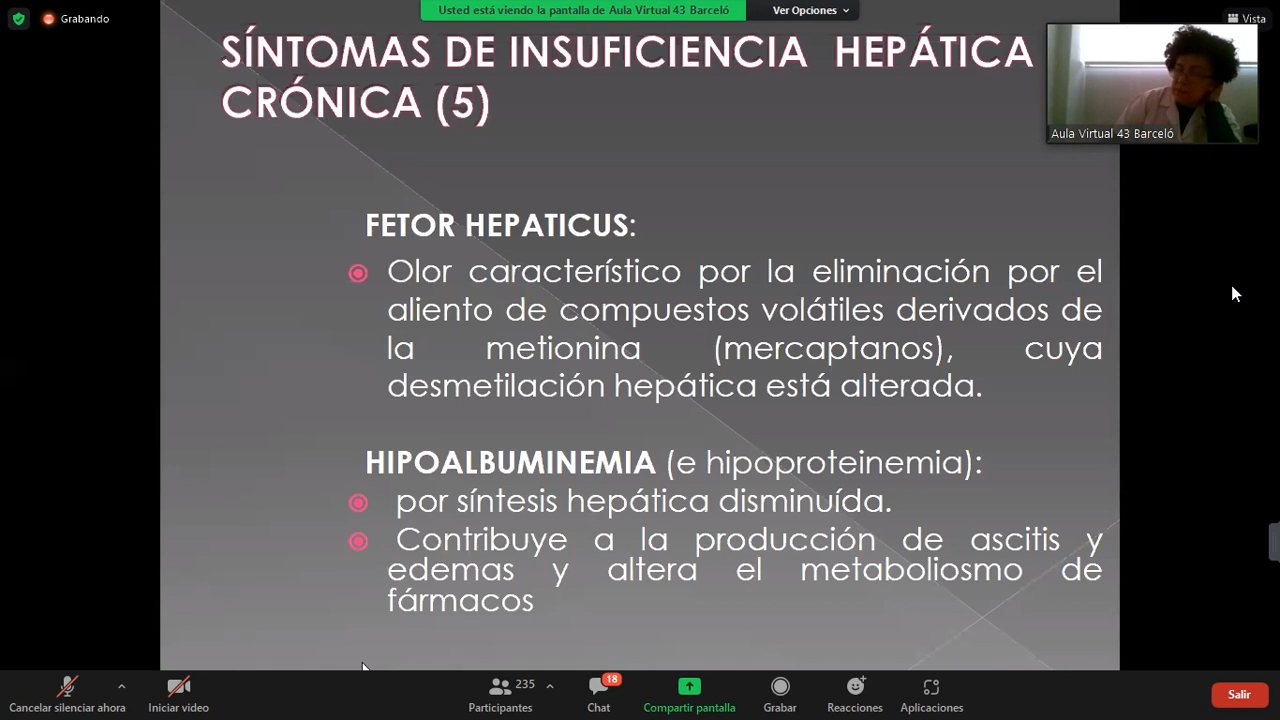 Grabando
Usted está viendo la pantalla de Aula Virtual 43 Barceló
Ver Opciones
Vista
SÍNTOMAS DE INSUFICIENCIA HEPÁTICA
CRÓNICA (5)
Aula Virtual 43 Barceló
FETOR HEPATICUS:
Olor característico por la eliminación por el
aliento de compuestos volátiles derivados de
la metionina (mercaptanos), cuya
desmetilación hepática está alterada.
HIPOALBUMINEMIA (e hipoproteinemia):
por síntesis hepática disminuída.
Contribuye a la producción de ascitis y
edemas y altera el metaboliosmo de
fármacos
Cancelar silenciar ahora
Iniciar video
235
Participantes
18
Chat
Compartir pantalla
Grabar
Reacciones
Aplicaciones
Salir